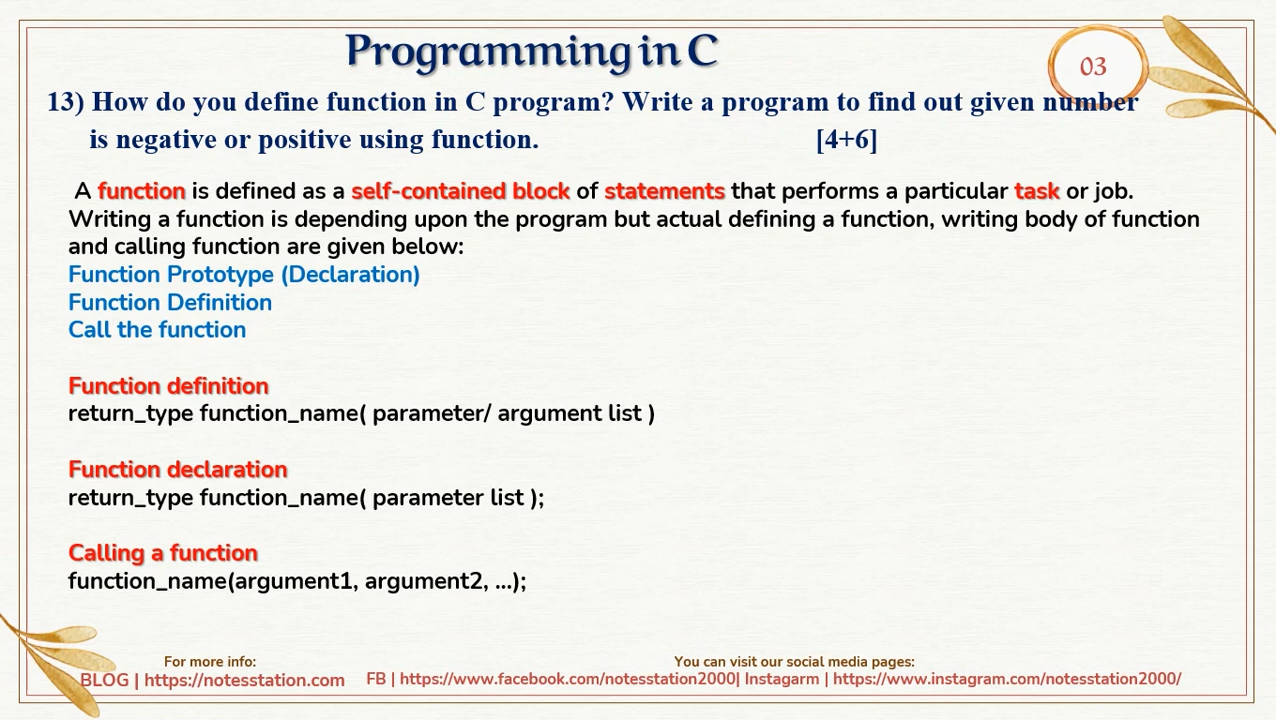 Programming in C
03
13) How do you define function in C program? Write a program to find out given number
is negative or positive using function. [4+6]
A function is defined as a self-contained block of statements that performs a particular task or job.
Writing a function is depending upon the program but actual defining a function, writing body of function
and calling function are given below:
Function Prototype (Declaration)
Function Definition
Call the function
Function definition
return_type function_name( parameter/ argument list )
Function declaration
return_type function_name( parameter list );
Calling a function
function_name(argument1, argument2, ...);
For more info:
BLOG | https://notesstation.com
You can visit our social media pages:
FB | https://www.facebook.com/notesstation2000| Instagarm | https://www.instagram.com/notesstation2000/